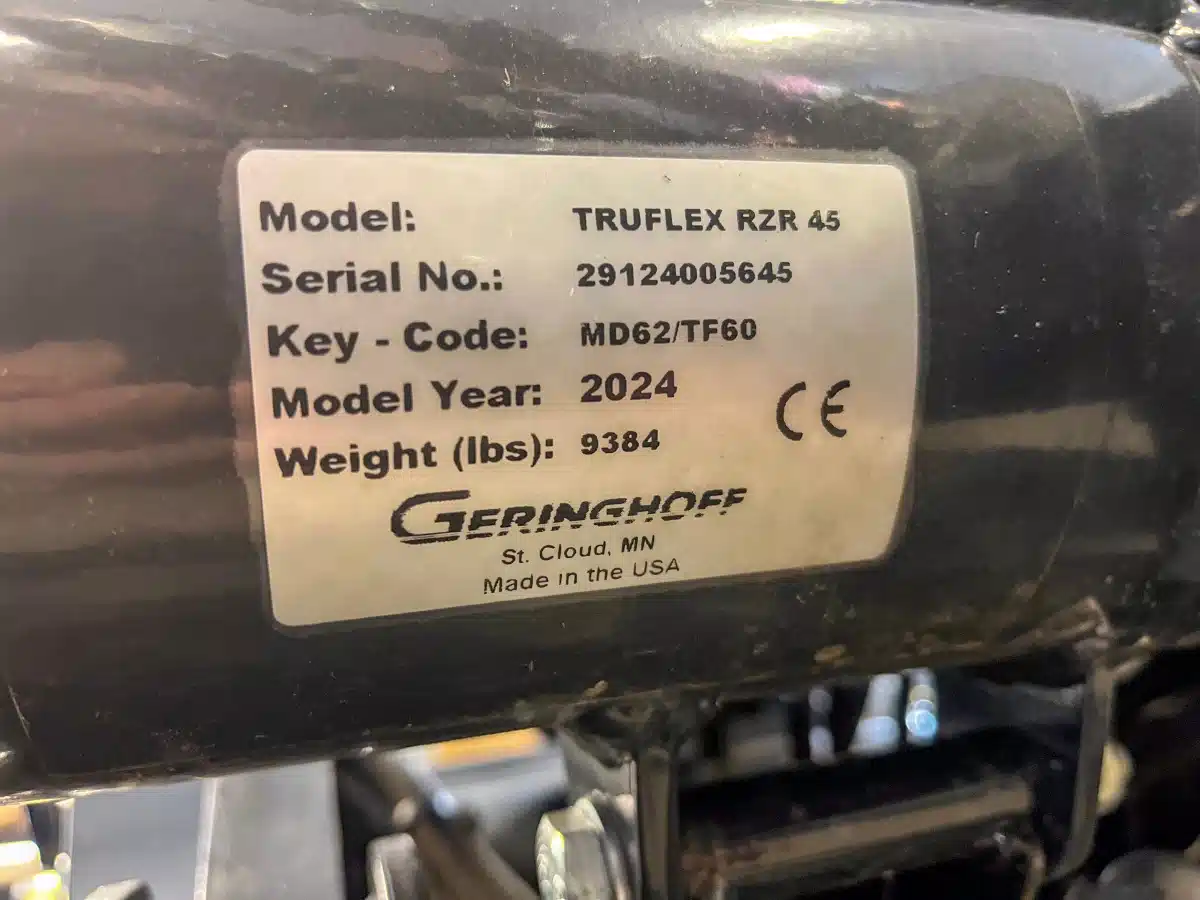 Model: TRUFLEX RZR 45
Serial No.: 29124005645
Key - Code: MD62/TF60
Model Year: 2024
Weight (lbs): 9384
CE
GERINGHOFF
St. Cloud, MN
Made in the USA